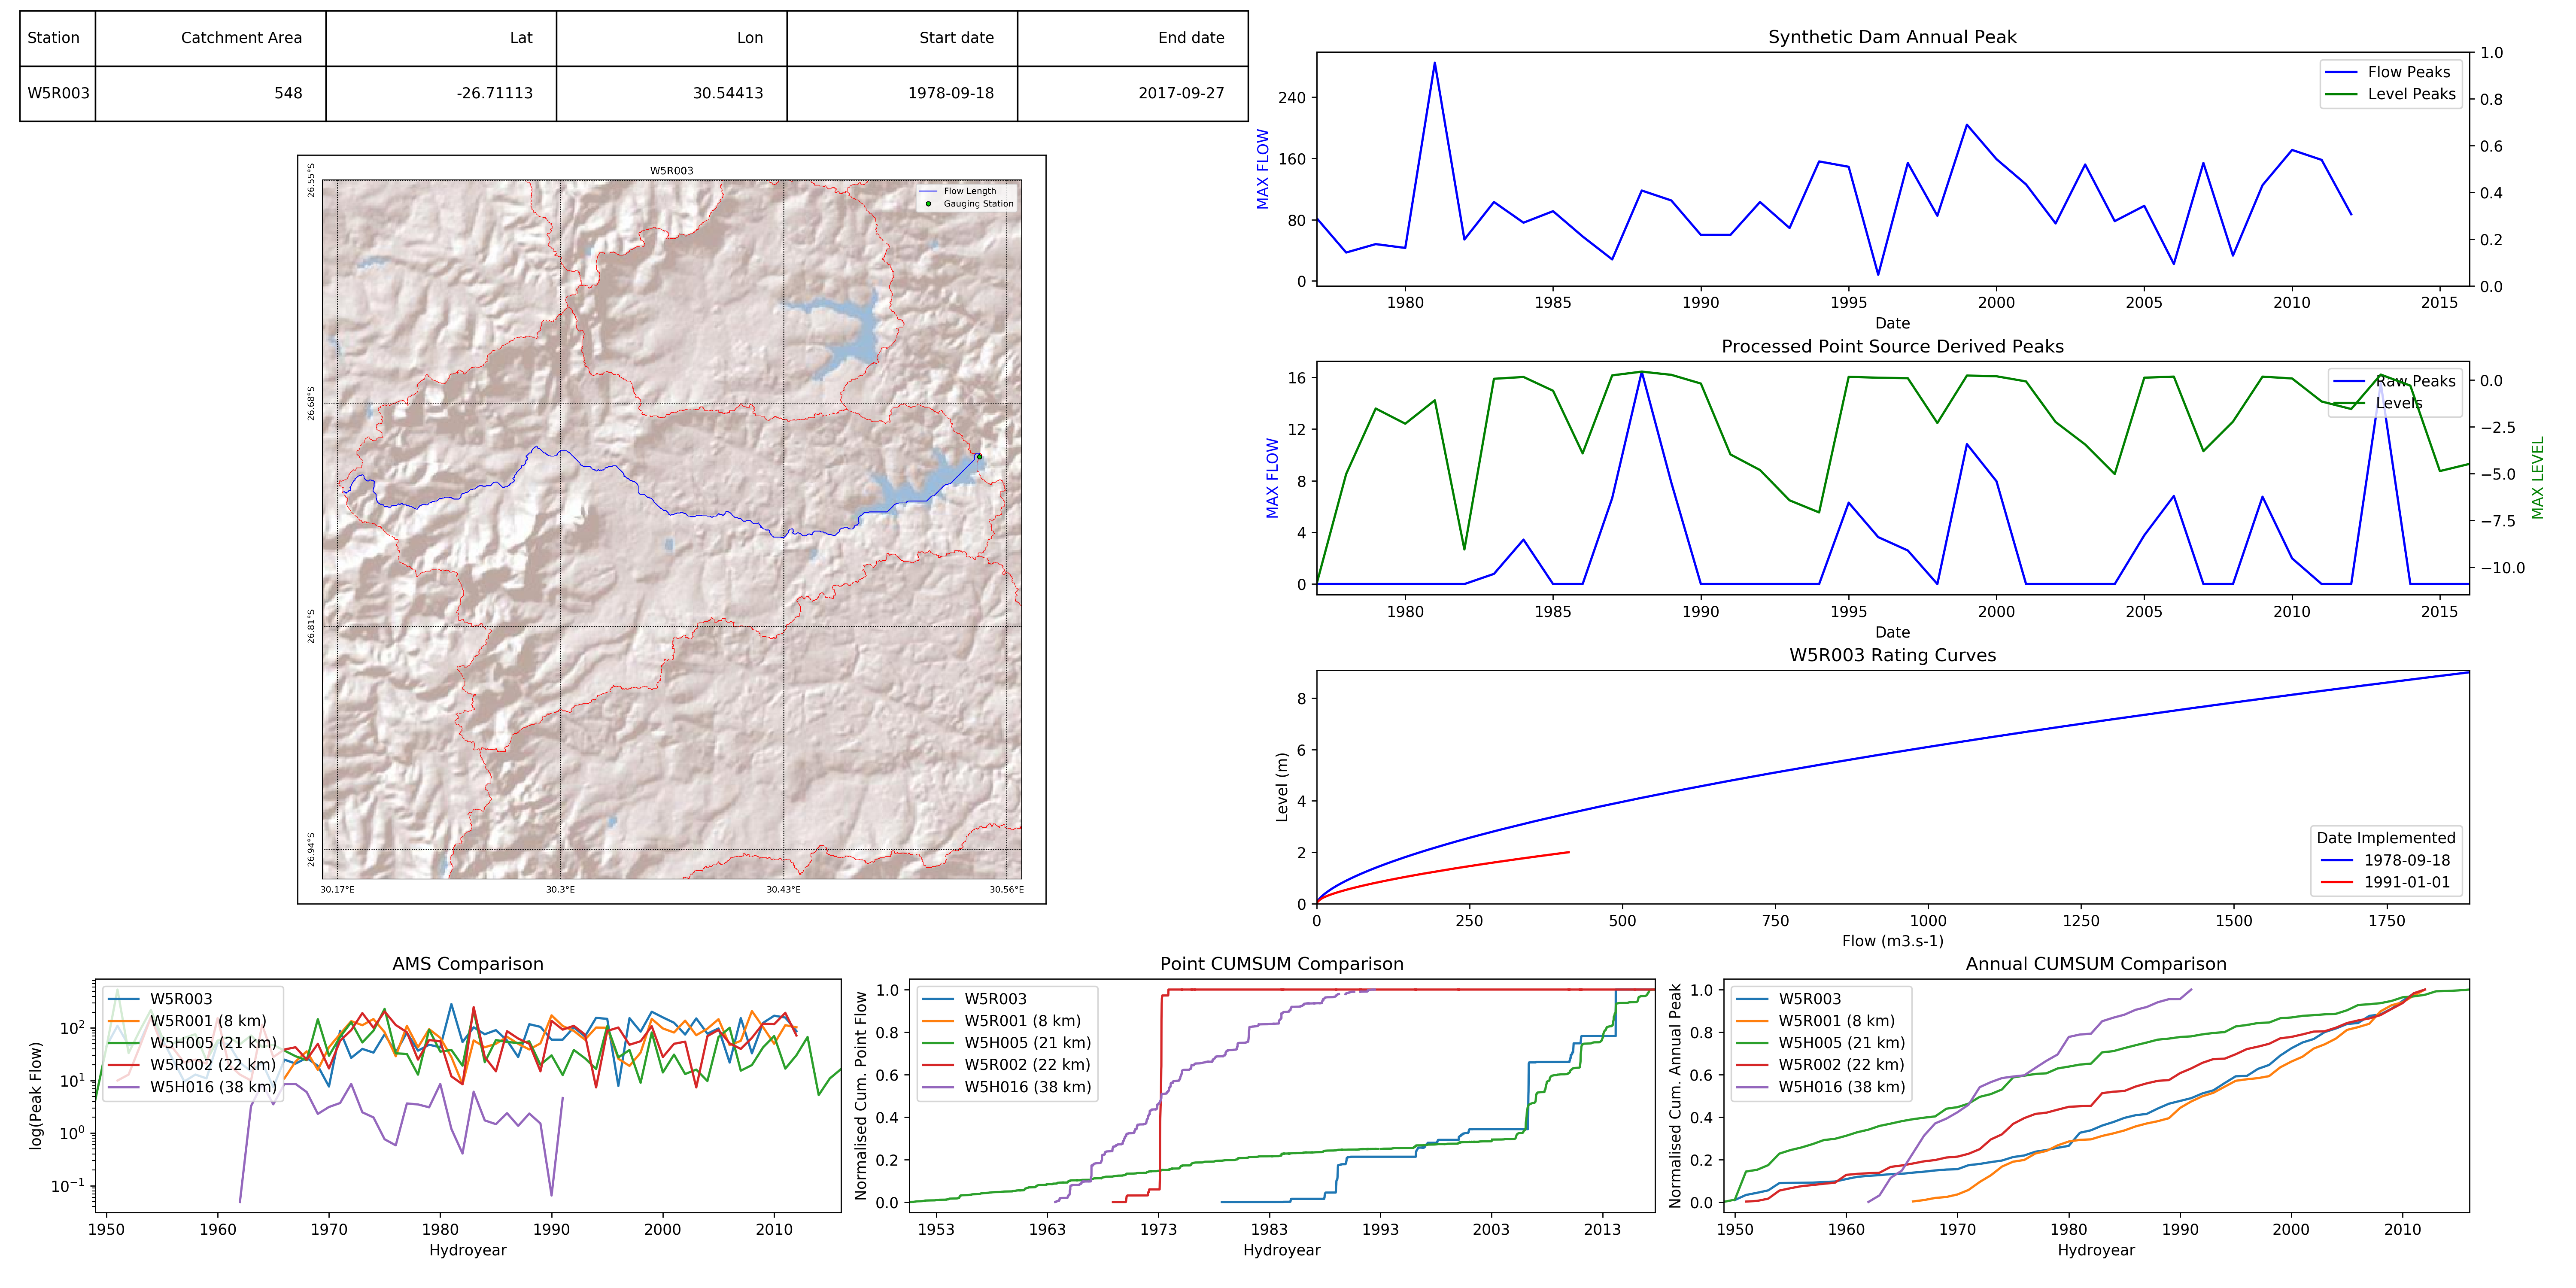 Station Catchment Area Lat Lon Start date End date
W5R003 548 -26.71113 30.54413 1978-09-18 2017-09-27
W5R003
Flow Length
Gauging Station
26.55°S
26.68°S
26.81°S
26.94°S
30.17°E 30.3°E 30.43°E 30.56°E
Synthetic Dam Annual Peak
Flow Peaks
Level Peaks
MAX FLOW
240
160
80
0
1.0
0.8
0.6
0.4
0.2
0.0
1980 1985 1990 1995 2000 2005 2010 2015
Date
Processed Point Source Derived Peaks
Raw Peaks
Levels
MAX FLOW
16
12
8
4
0
0.0
−2.5
−5.0
−7.5
−10.0
MAX LEVEL
1980 1985 1990 1995 2000 2005 2010 2015
Date
W5R003 Rating Curves
Level (m)
8
6
4
2
0
Date Implemented
1978-09-18
1991-01-01
0 250 500 750 1000 1250 1500 1750
Flow (m3.s-1)
AMS Comparison
W5R003
W5R001 (8 km)
W5H005 (21 km)
W5R002 (22 km)
W5H016 (38 km)
log(Peak Flow)
10²
10¹
10⁰
10⁻¹
1950 1960 1970 1980 1990 2000 2010
Hydroyear
Point CUMSUM Comparison
W5R003
W5R001 (8 km)
W5H005 (21 km)
W5R002 (22 km)
W5H016 (38 km)
Normalised Cum. Point Flow
1.0
0.8
0.6
0.4
0.2
0.0
1953 1963 1973 1983 1993 2003 2013
Hydroyear
Annual CUMSUM Comparison
W5R003
W5R001 (8 km)
W5H005 (21 km)
W5R002 (22 km)
W5H016 (38 km)
Normalised Cum. Annual Peak
1.0
0.8
0.6
0.4
0.2
0.0
1950 1960 1970 1980 1990 2000 2010
Hydroyear